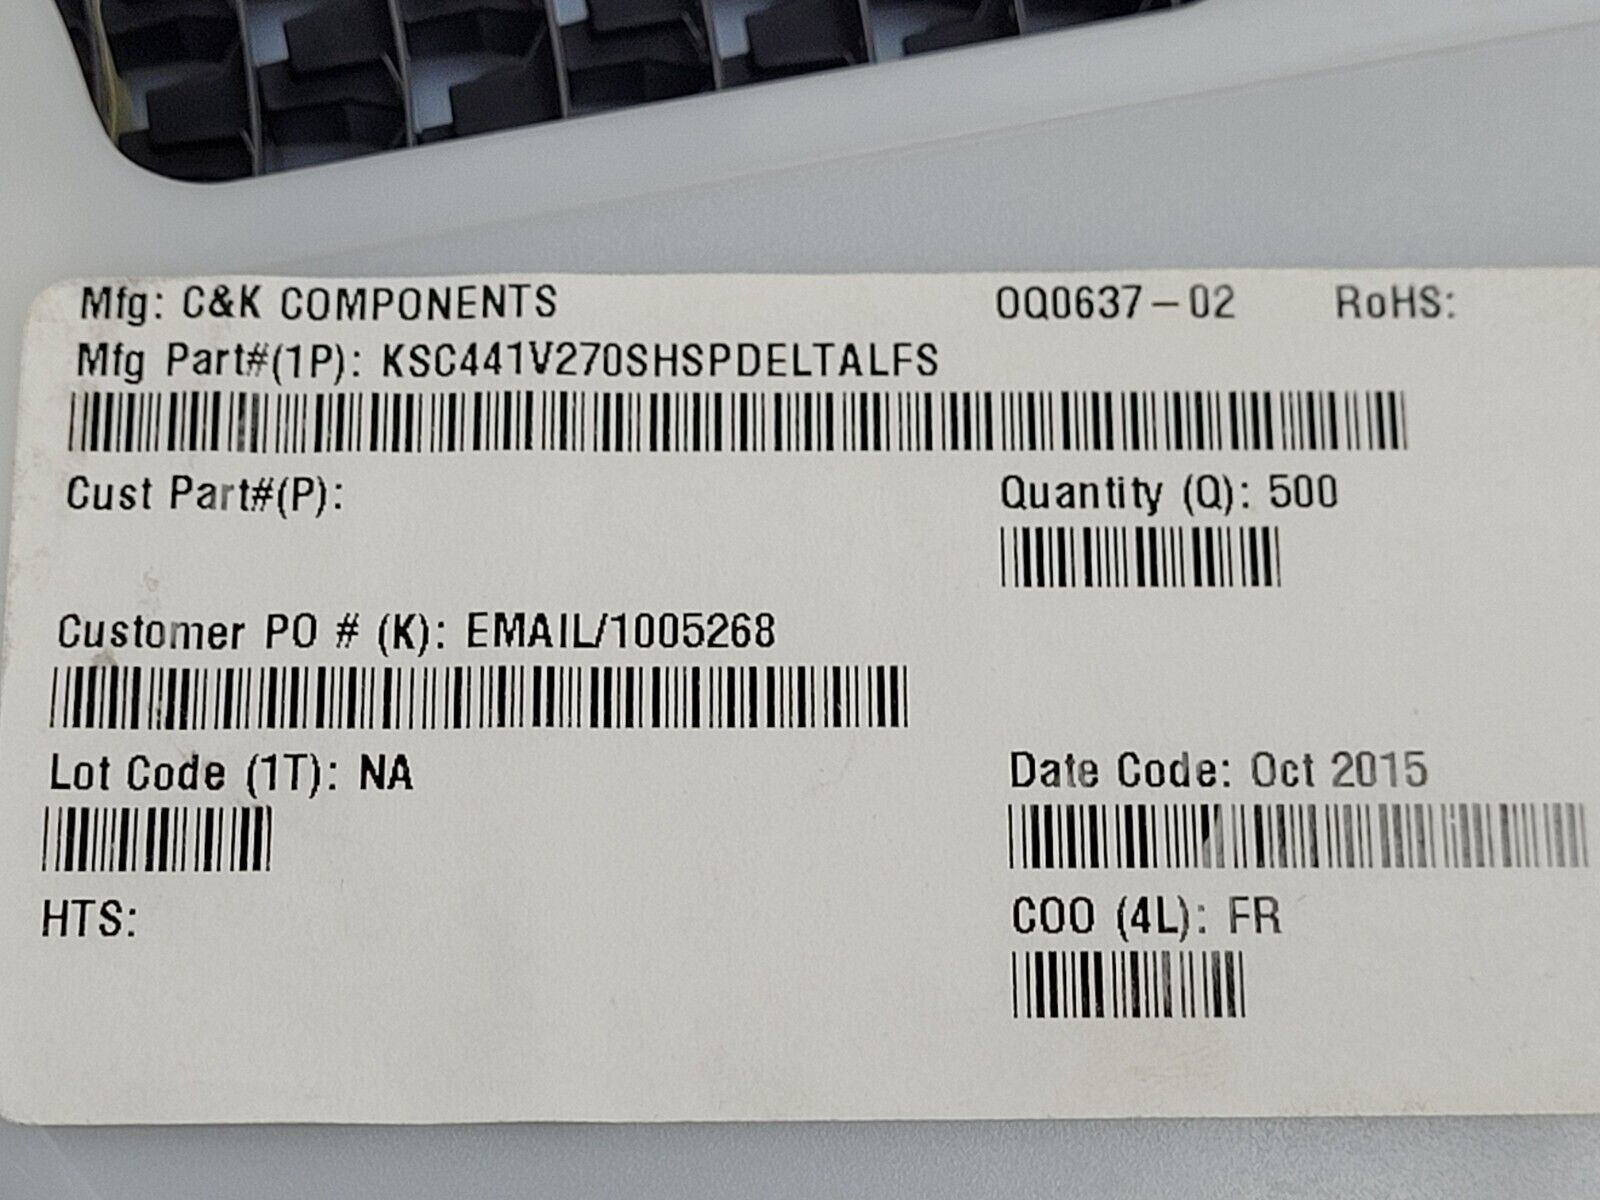 Mfg: C&K COMPONENTS OQ0637-02 RoHS:
Mfg Part#(1P): KSC441V270SHSPDELTALFS
Cust Part#(P): Quantity (Q): 500
Customer PO # (K): EMAIL/1005268
Lot Code (1T): NA Date Code: Oct 2015
HTS: COO (4L): FR